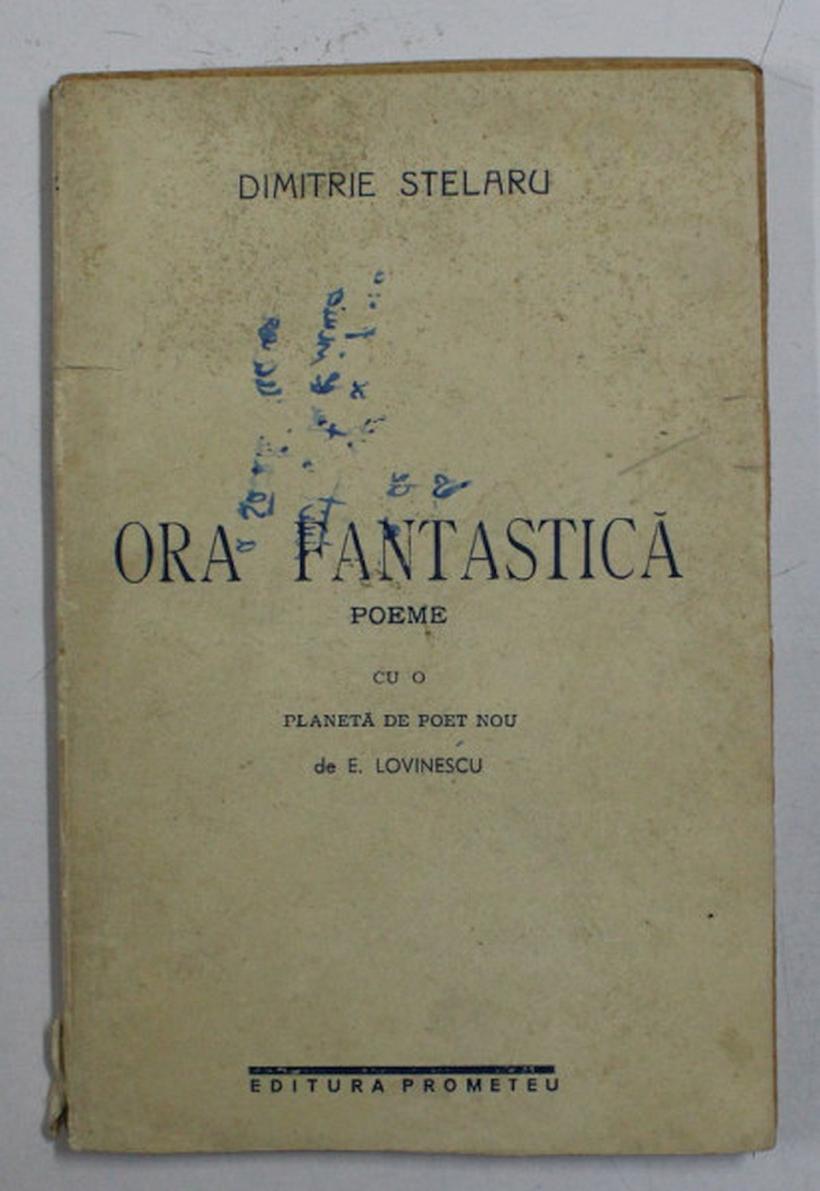 DIMITRIE STELARU
ORA FANTASTICĂ
POEME
CU O
PLANETĂ DE POET NOU
de E. LOVINESCU
EDITURA PROMETEU